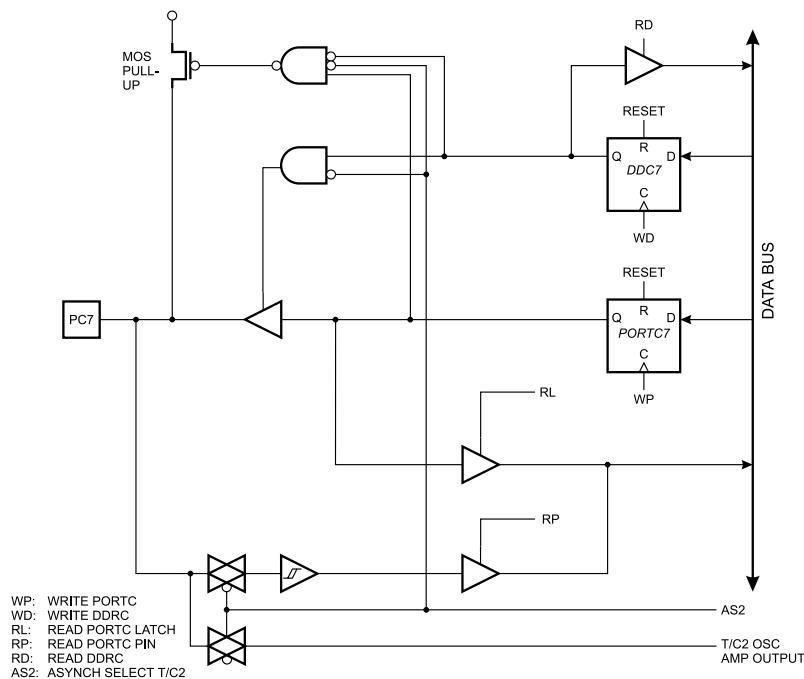 RD
MOS
PULL-
UP
RESET
R
Q
D
DDC7
C
WD
RESET
R
Q
D
PORTC7
C
WP
PC7
DATA BUS
RL
RP
WP: WRITE PORTC
WD: WRITE DDRC
RL: READ PORTC LATCH
RP: READ PORTC PIN
RD: READ DDRC
AS2: ASYNCH SELECT T/C2
AS2
T/C2 OSC
AMP OUTPUT